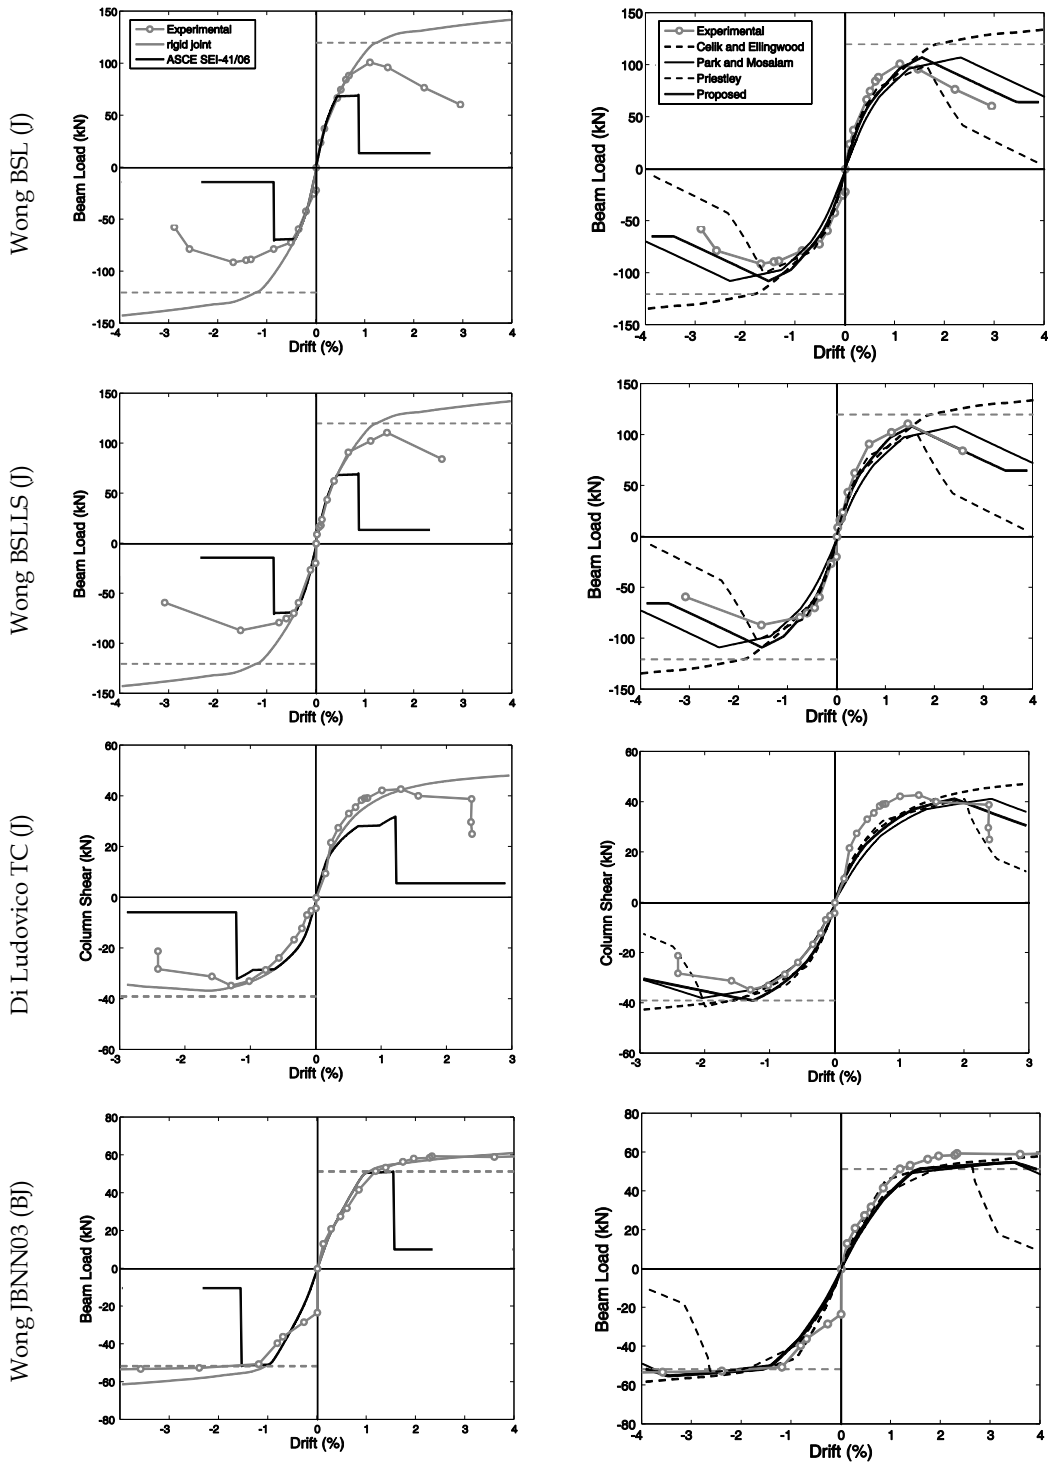 Wong BSL (J)
Beam Load (kN)
150
100
50
0
-50
-100
-150
Experimental
rigid joint
ASCE SEI-41/06
-4 -3 -2 -1 0 1 2 3 4
Drift (%)
Beam Load (kN)
150
100
50
0
-50
-100
-150
Experimental
Celik and Ellingwood
Park and Mosalam
Priestley
Proposed
-4 -3 -2 -1 0 1 2 3 4
Drift (%)
Wong BSLLS (J)
Beam Load (kN)
150
100
50
0
-50
-100
-150
-4 -3 -2 -1 0 1 2 3 4
Drift (%)
Beam Load (kN)
150
100
50
0
-50
-100
-150
-4 -3 -2 -1 0 1 2 3 4
Drift (%)
Di Ludovico TC (J)
Column Shear (kN)
60
40
20
0
-20
-40
-60
-3 -2 -1 0 1 2 3
Drift (%)
Column Shear (kN)
60
40
20
0
-20
-40
-60
-3 -2 -1 0 1 2 3
Drift (%)
Wong JBNN03 (BJ)
Beam Load (kN)
80
60
40
20
0
-20
-40
-60
-80
-3 -2 -1 0 1 2 3 4
Drift (%)
Beam Load (kN)
80
60
40
20
0
-20
-40
-60
-80
-4 -3 -2 -1 0 1 2 3 4
Drift (%)